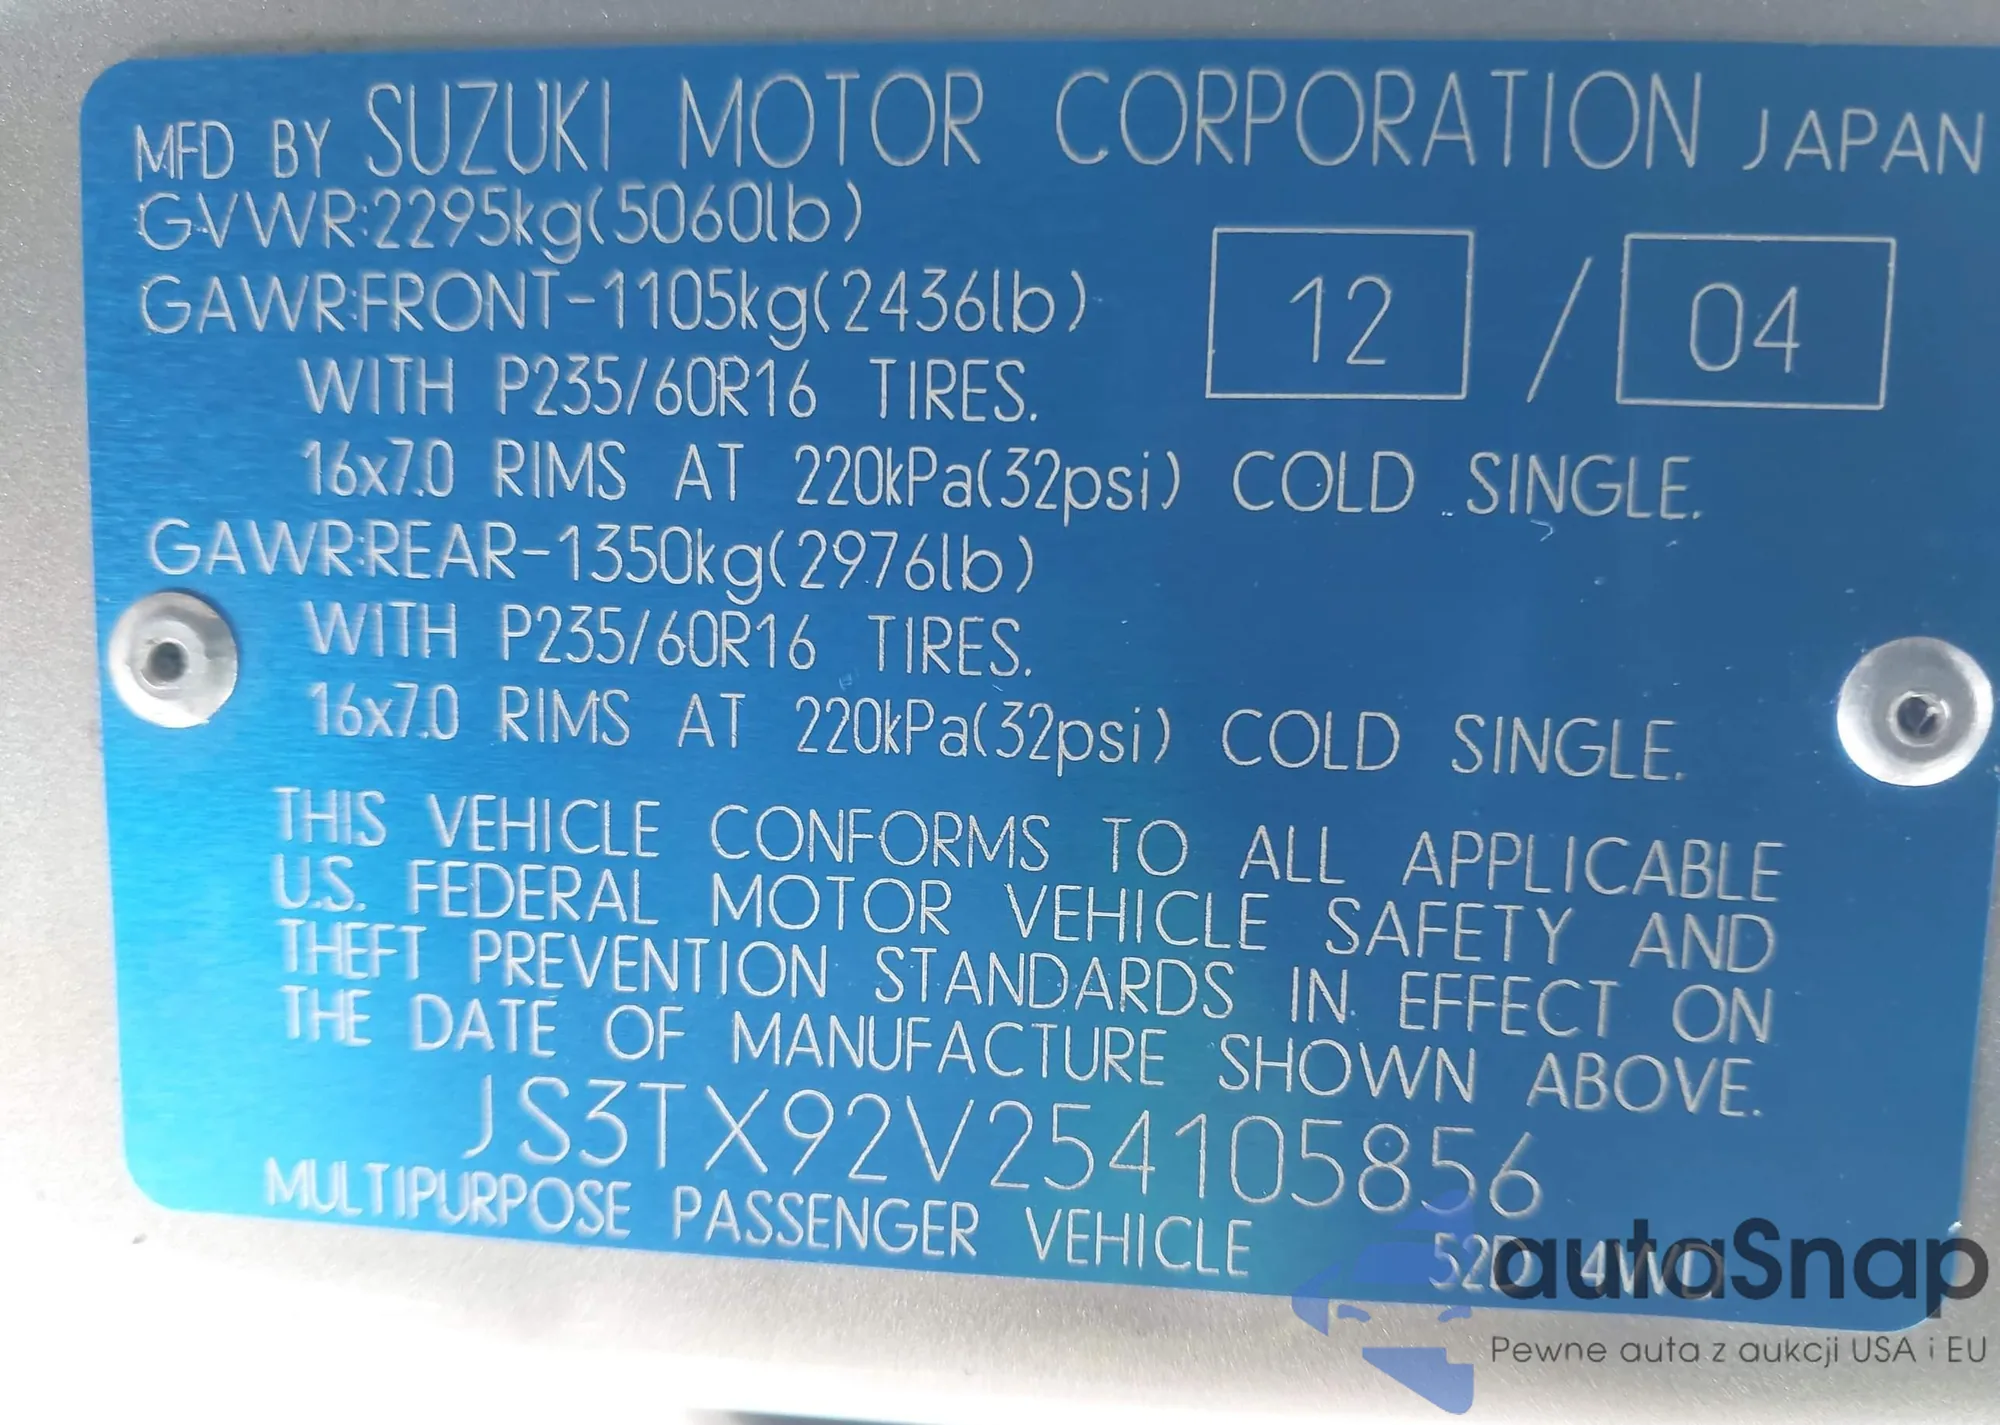 MFD BY SUZUKI MOTOR CORPORATION JAPAN
GVWR:2295kg(5060lb)
GAWR:FRONT-1105kg(2436lb)
12 / 04
WITH P235/60R16 TIRES.
16x7.0 RIMS AT 220kPa(32psi) COLD SINGLE.
GAWR:REAR-1350kg(2976lb)
WITH P235/60R16 TIRES.
16x7.0 RIMS AT 220kPa(32psi) COLD SINGLE.
THIS VEHICLE CONFORMS TO ALL APPLICABLE
U.S. FEDERAL MOTOR VEHICLE SAFETY AND
THEFT PREVENTION STANDARDS IN EFFECT ON
THE DATE OF MANUFACTURE SHOWN ABOVE.
JS3TX92V254105856
MULTIPURPOSE PASSENGER VEHICLE 52D 4WD
autoSnap
Pewne auta z aukcji USA i EU